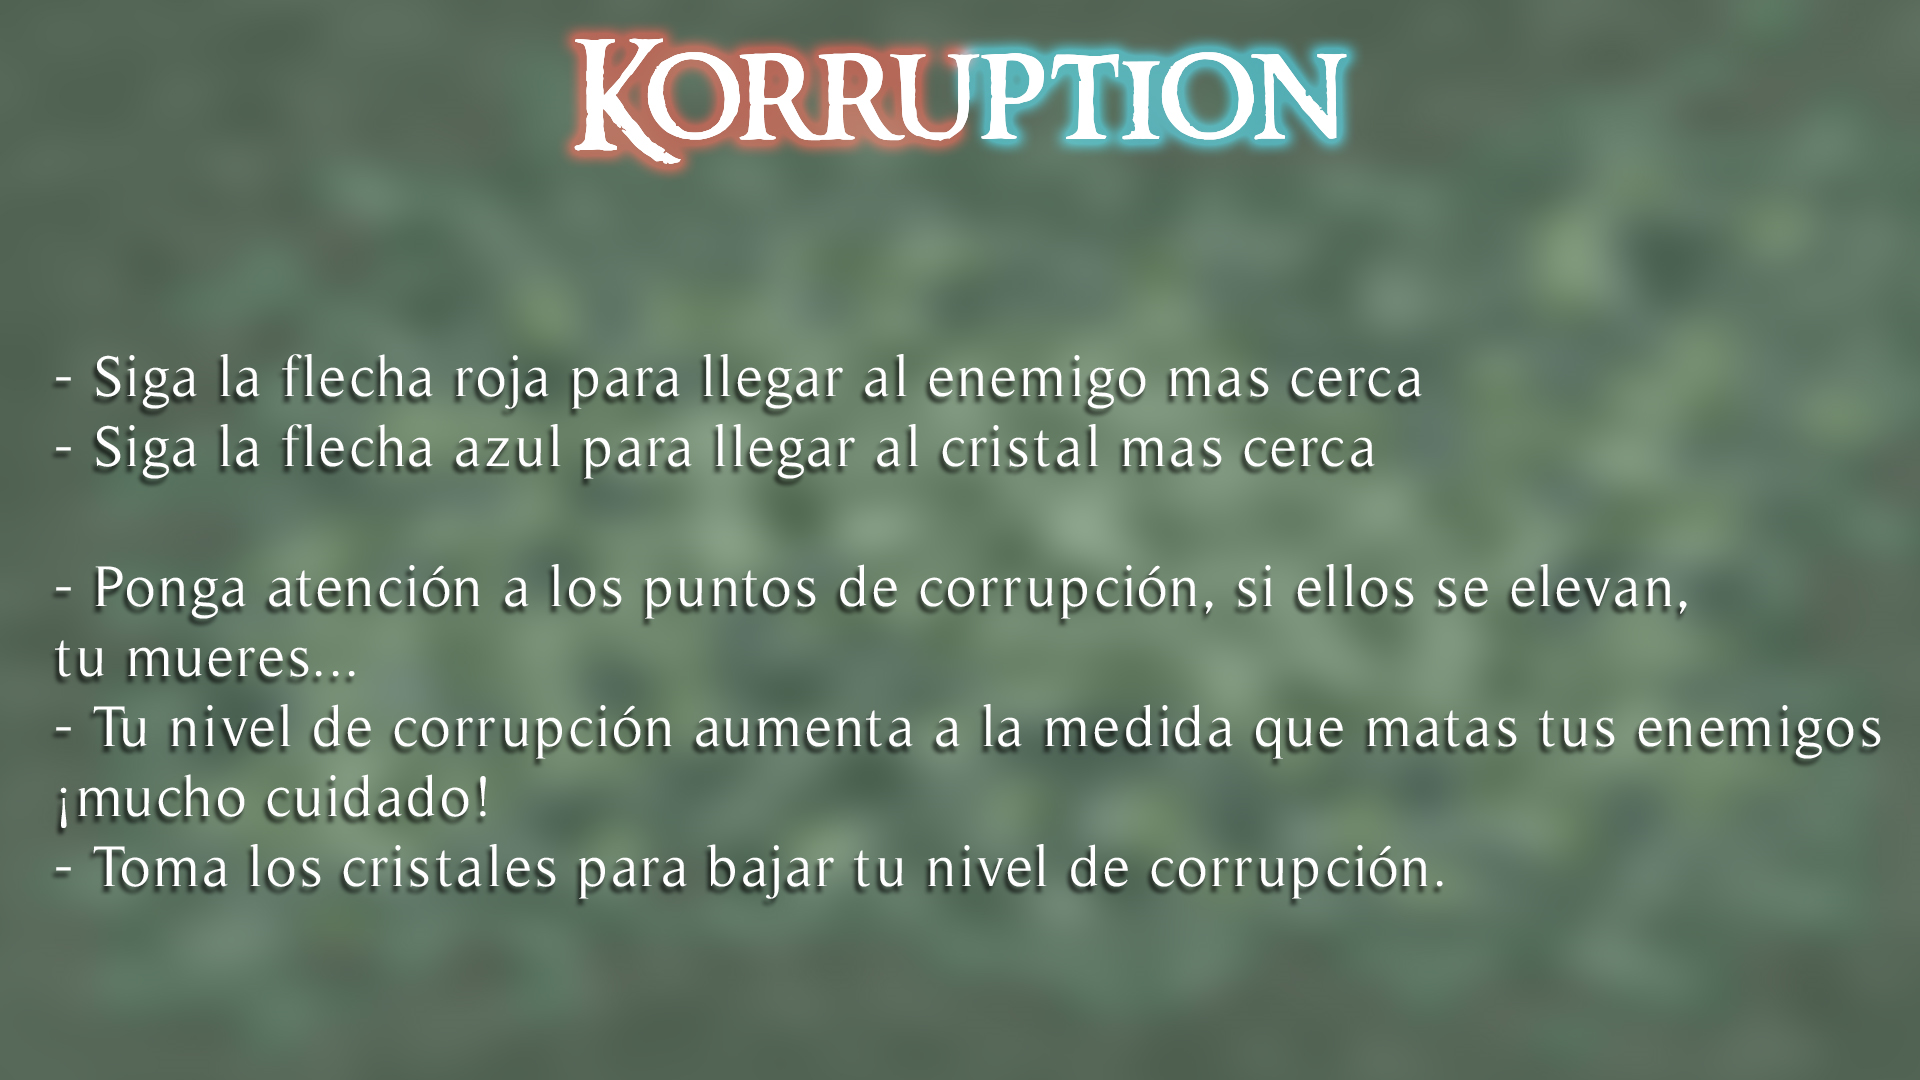 Korruption
- Siga la flecha roja para llegar al enemigo mas cerca
- Siga la flecha azul para llegar al cristal mas cerca
- Ponga atención a los puntos de corrupción, si ellos se elevan,
tu mueres...
- Tu nivel de corrupción aumenta a la medida que matas tus enemigos
¡mucho cuidado!
- Toma los cristales para bajar tu nivel de corrupción.